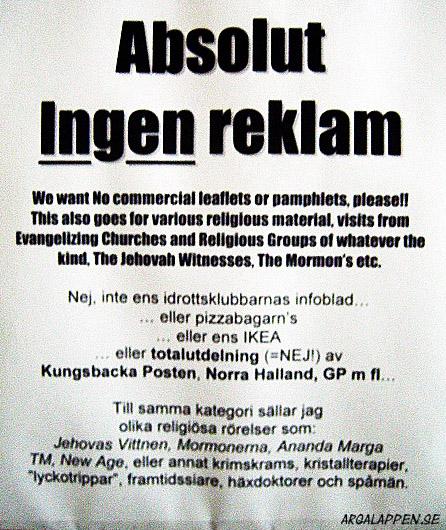 Absolut
Ingen reklam
We want No commercial leaflets or pamphlets, please!!
This also goes for various religious material, visits from
Evangelizing Churches and Religious Groups of whatever the
kind, The Jehovah Witnesses, The Mormon's etc.
Nej, inte ens idrottsklubbarnas infoblad...
... eller pizzabagarn's
... eller ens IKEA
... eller totalutdelning (=NEJ!) av
Kungsbacka Posten, Norra Halland, GP m fl...
Till samma kategori sällar jag
olika religiösa rörelser som:
Jehovas Vittnen, Mormonerna, Ananda Marga
TM, New Age, eller annat krimskrams, kristallterapier,
"lyckotrippar", framtidssiare, häxdoktorer och spåmän.
ARGALAPPEN.SE